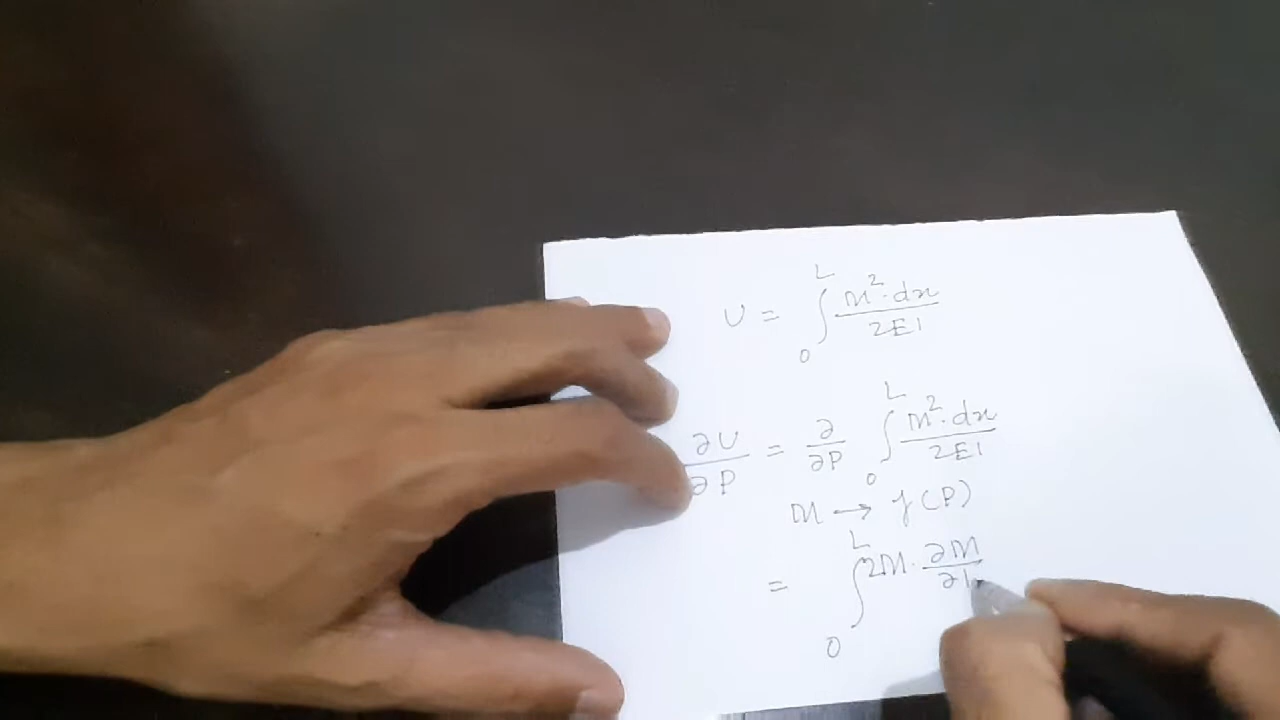 U = ∫₀ᴸ M²·dx / 2EI
∂U/∂P = ∂/∂P ∫₀ᴸ M²·dx / 2EI
M → f(P)
= ∫₀ᴸ 2M · ∂M/∂